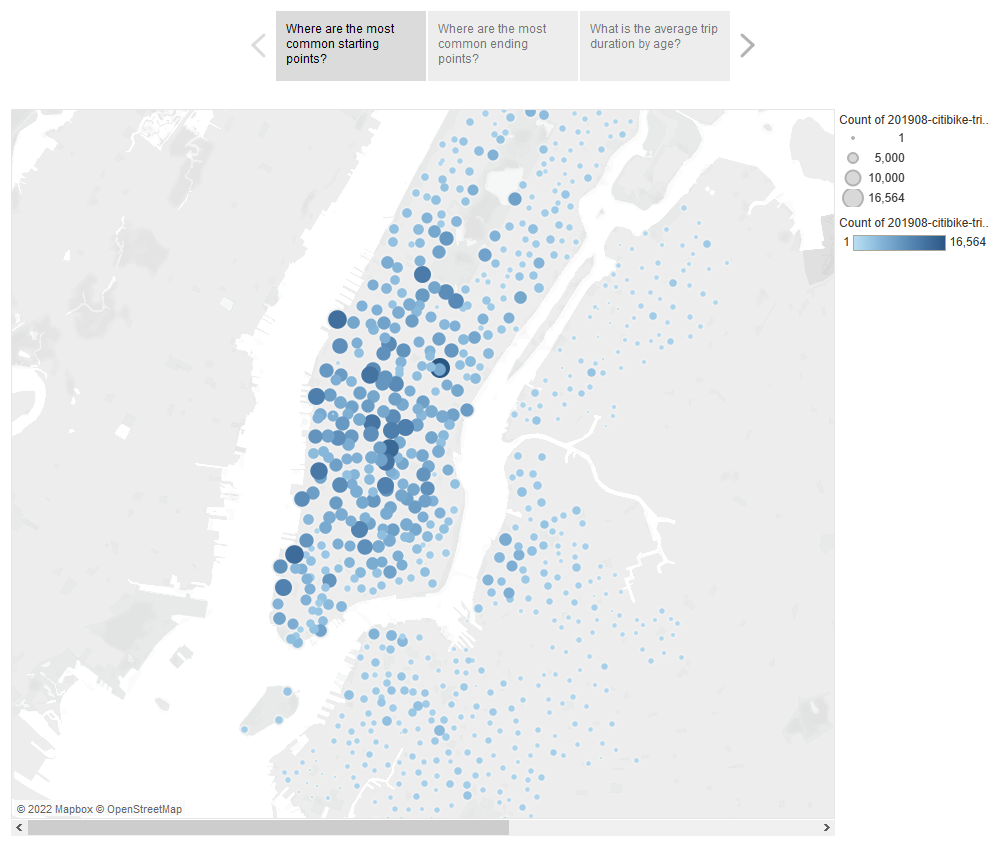 Where are the most
common starting
points?
Where are the most
common ending
points?
What is the average trip
duration by age?
Count of 201908-citibike-tri..
1
5,000
10,000
16,564
Count of 201908-citibike-tri..
1 16,564
© 2022 Mapbox © OpenStreetMap